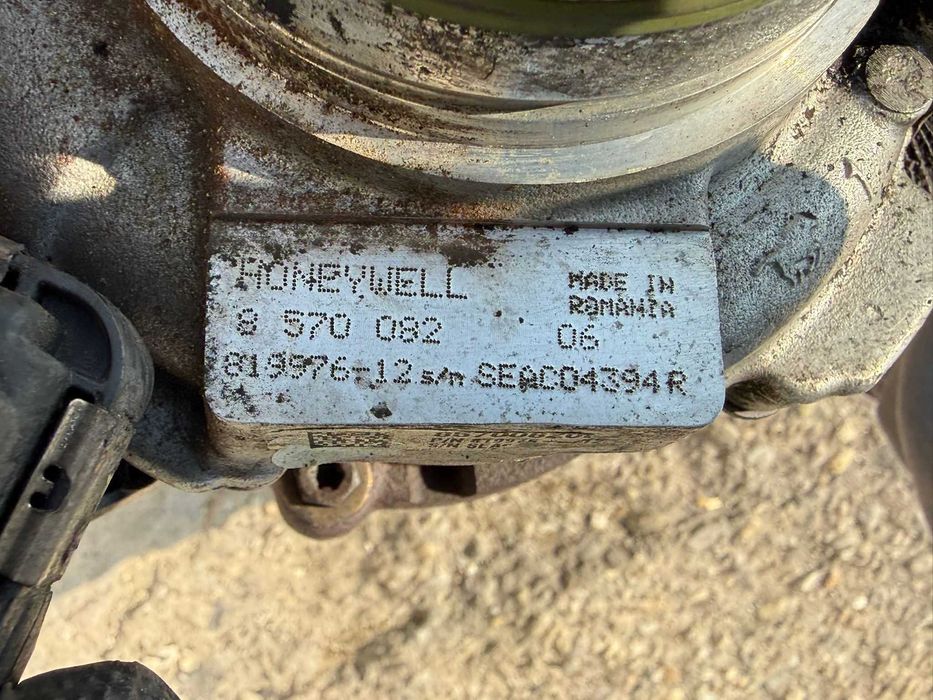 HONEYWELL
MADE IN
ROMANIA
8 570 082
06
819976-12 s/n SEAC04394R